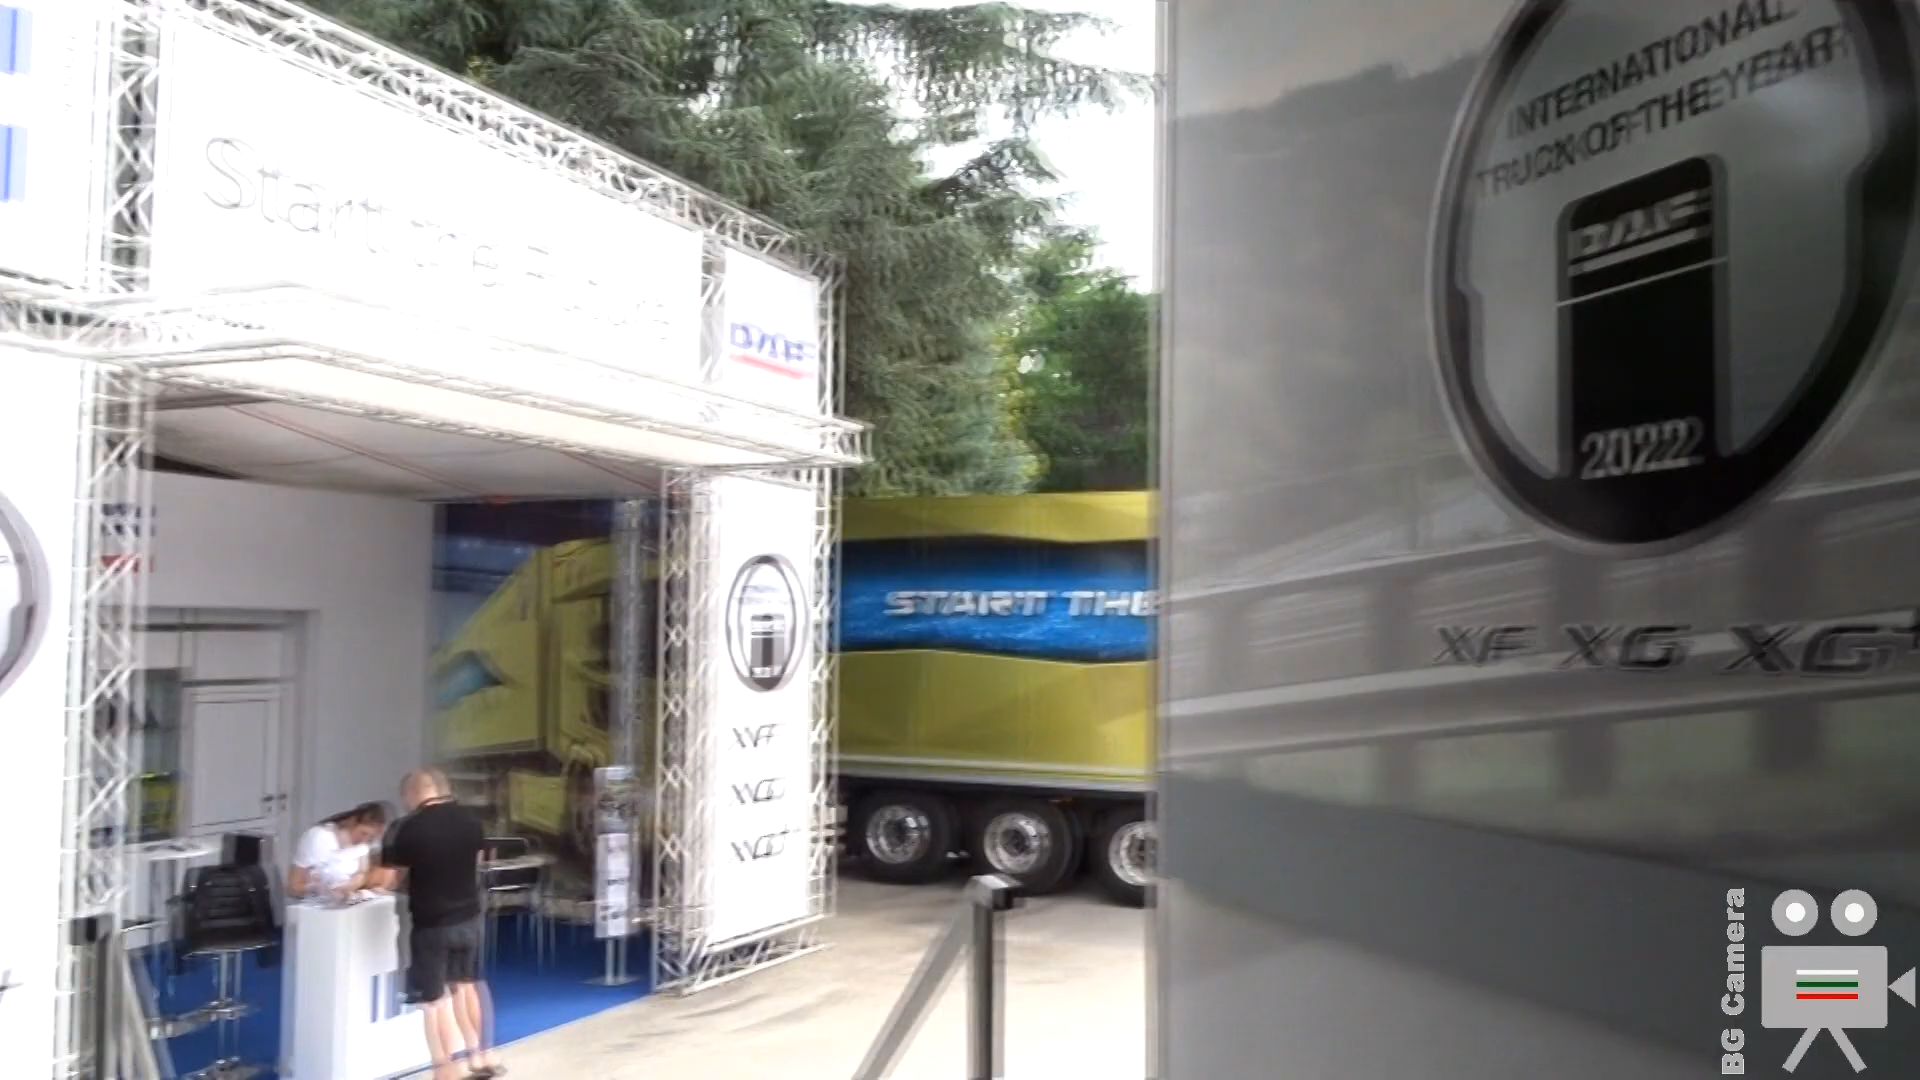 Start the Future
DAF
INTERNATIONAL
TRUCK OF THE YEAR
DAF
2022
START THE
XF XG XG+
XF
XG
XG+
BG Camera